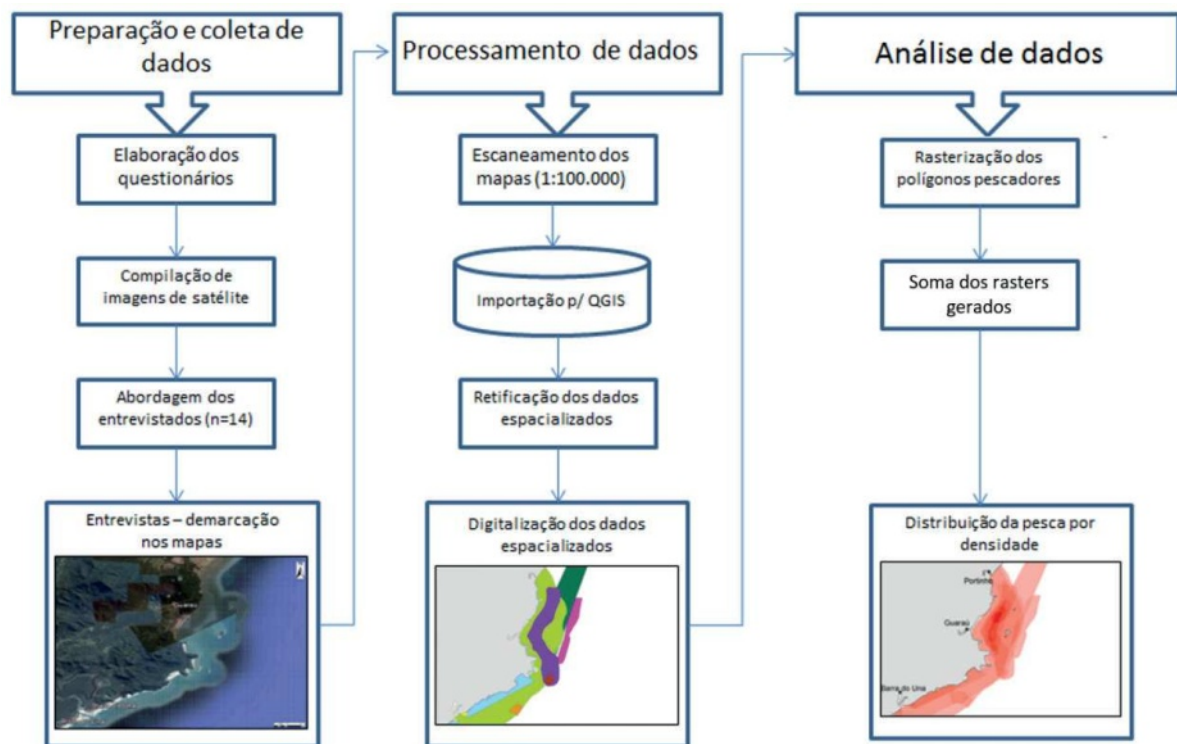 Preparação e coleta de
dados
Elaboração dos
questionários
Compilação de
imagens de satélite
Abordagem dos
entrevistados (n=14)
Entrevistas – demarcação
nos mapas
Processamento de dados
Escaneamento dos
mapas (1:100.000)
Importação p/ QGIS
Retificação dos dados
espacializados
Digitalização dos dados
espacializados
Análise de dados
Rasterização dos
polígonos pescadores
Soma dos rasters
gerados
Distribuição da pesca por
densidade
Portinho
Guaraú
Barra do Una